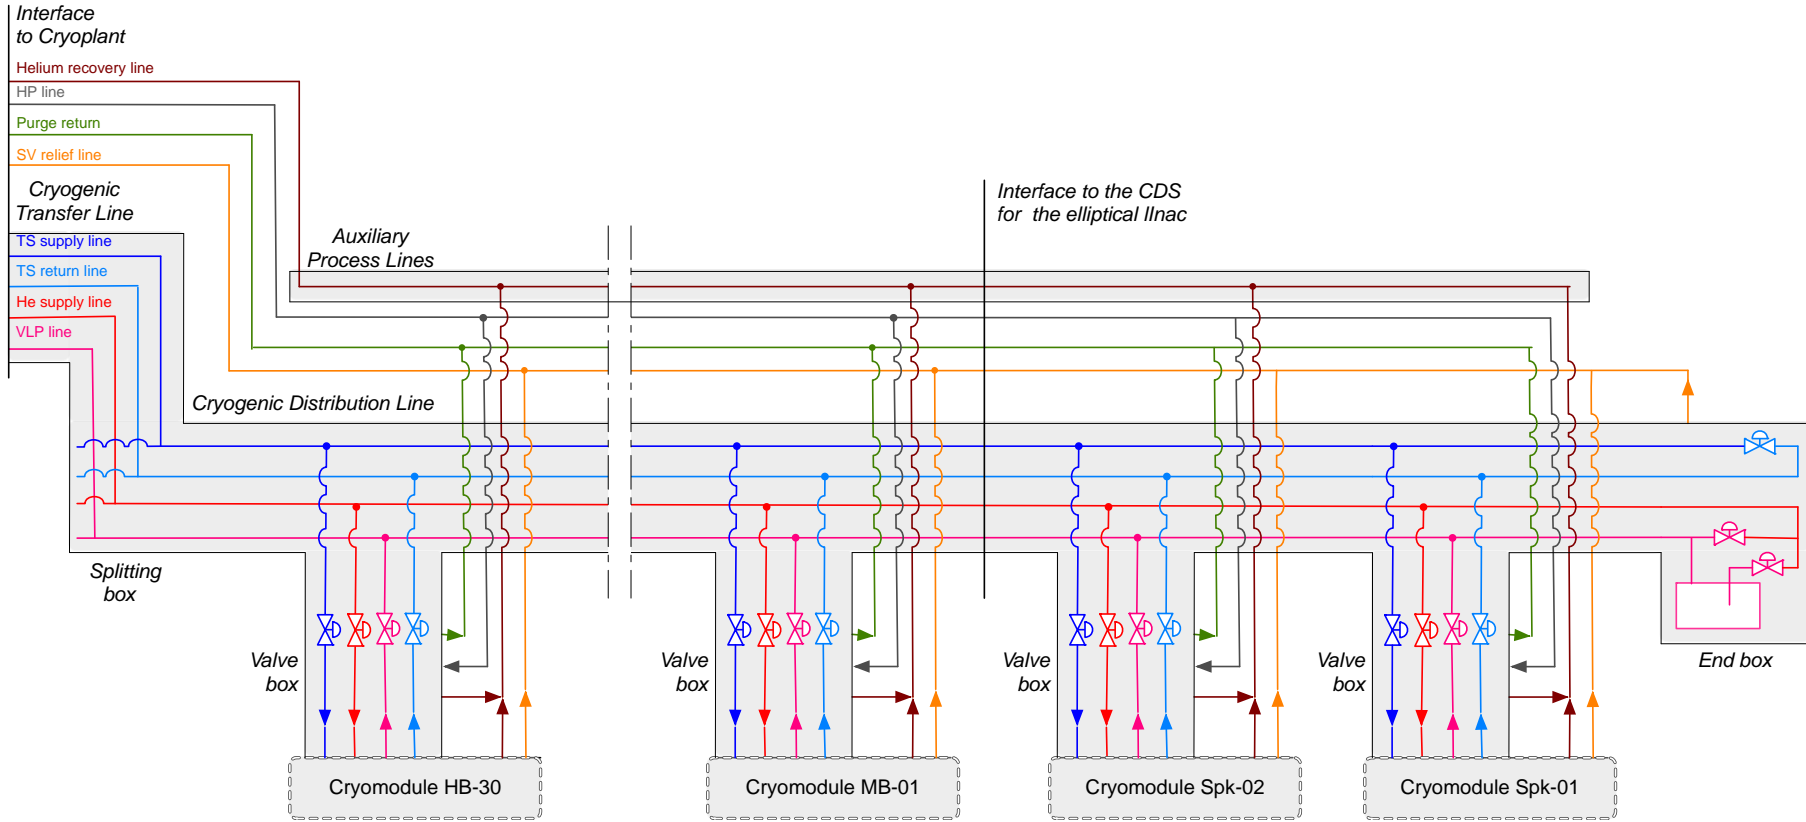 Interface
to Cryoplant
Helium recovery line
HP line
Purge return
SV relief line
Cryogenic
Transfer Line
TS supply line
TS return line
He supply line
VLP line
Auxiliary
Process Lines
Interface to the CDS
for the elliptical lInac
Cryogenic Distribution Line
Splitting
box
Valve
box
Valve
box
Valve
box
Valve
box
End box
Cryomodule HB-30
Cryomodule MB-01
Cryomodule Spk-02
Cryomodule Spk-01